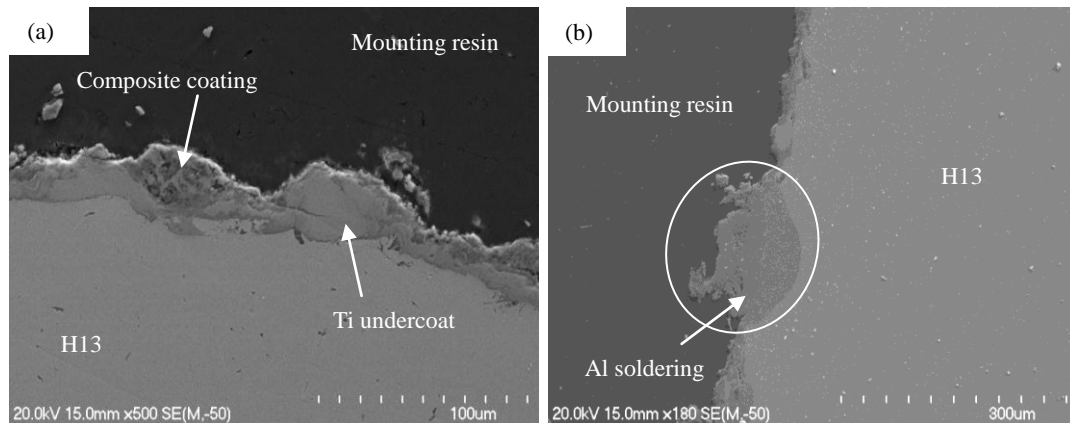 (a)
Mounting resin
Composite coating
Ti undercoat
H13
20.0kV 15.0mm x500 SE(M,-50)
100um
(b)
Mounting resin
H13
Al soldering
20.0kV 15.0mm x180 SE(M,-50)
300um